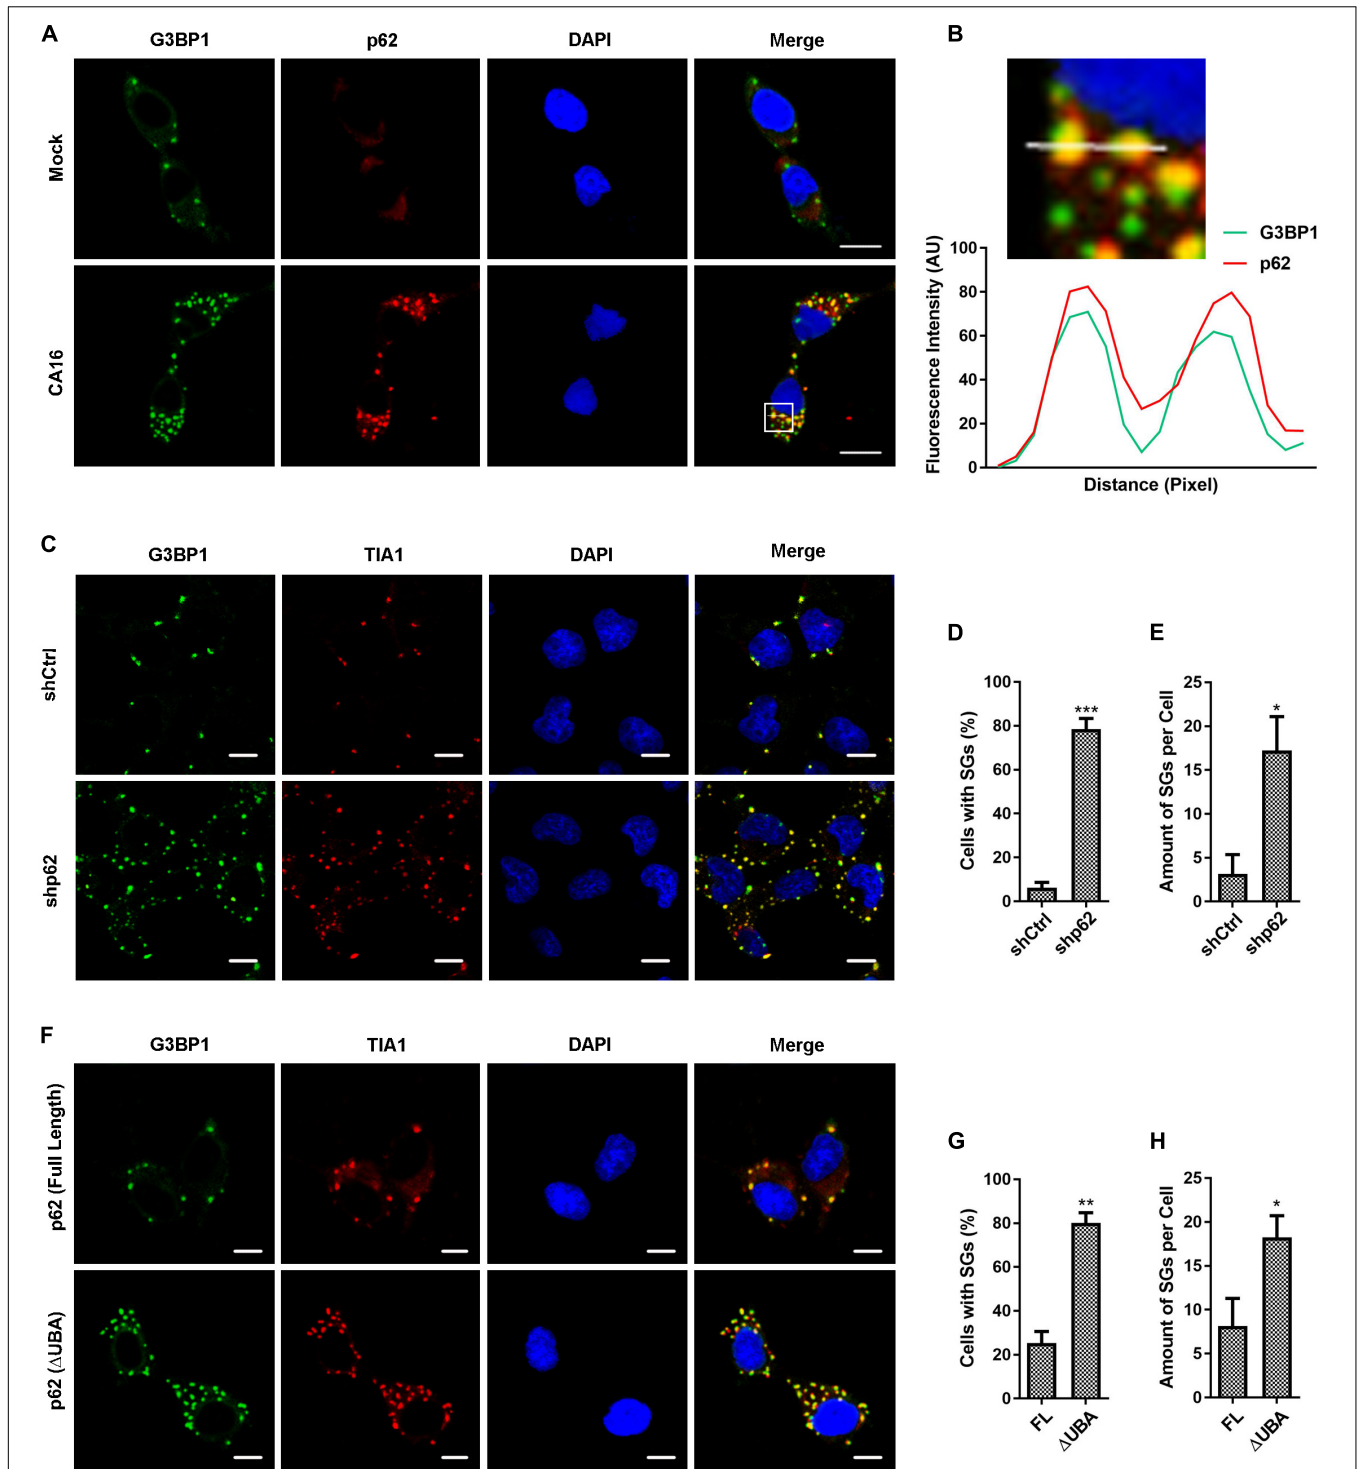 A
G3BP1 p62 DAPI Merge
Mock
CA16
B
G3BP1
p62
Fluorescence Intensity (AU)
100
80
60
40
20
0
Distance (Pixel)
C
G3BP1 TIA1 DAPI Merge
shCtrl
shp62
D
Cells with SGs (%)
100
80
60
40
20
0
***
shCtrl shp62
E
Amount of SGs per Cell
25
20
15
10
5
0
*
shCtrl shp62
F
G3BP1 TIA1 DAPI Merge
p62 (Full Length)
p62 (ΔUBA)
G
Cells with SGs (%)
100
80
60
40
20
0
**
FL ΔUBA
H
Amount of SGs per Cell
25
20
15
10
5
0
*
FL ΔUBA